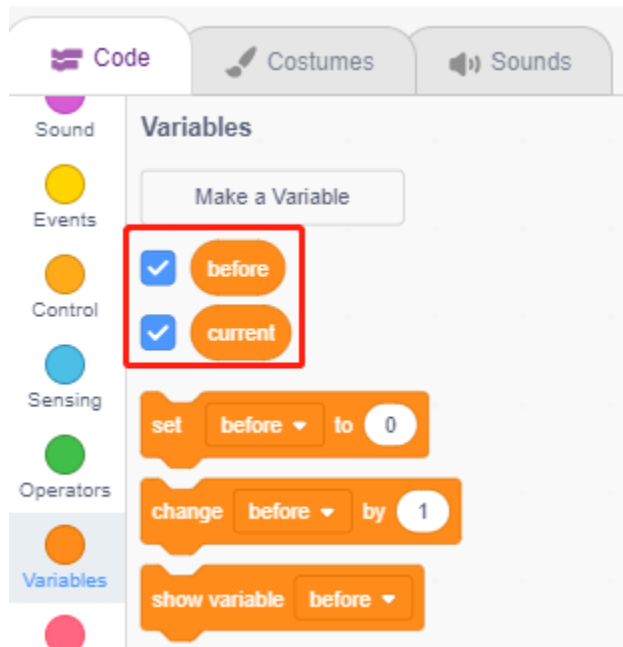 Code Costumes Sounds
Sound
Variables
Make a Variable
Events
before
Control
current
Sensing
set before to 0
Operators
change before by 1
Variables
show variable before